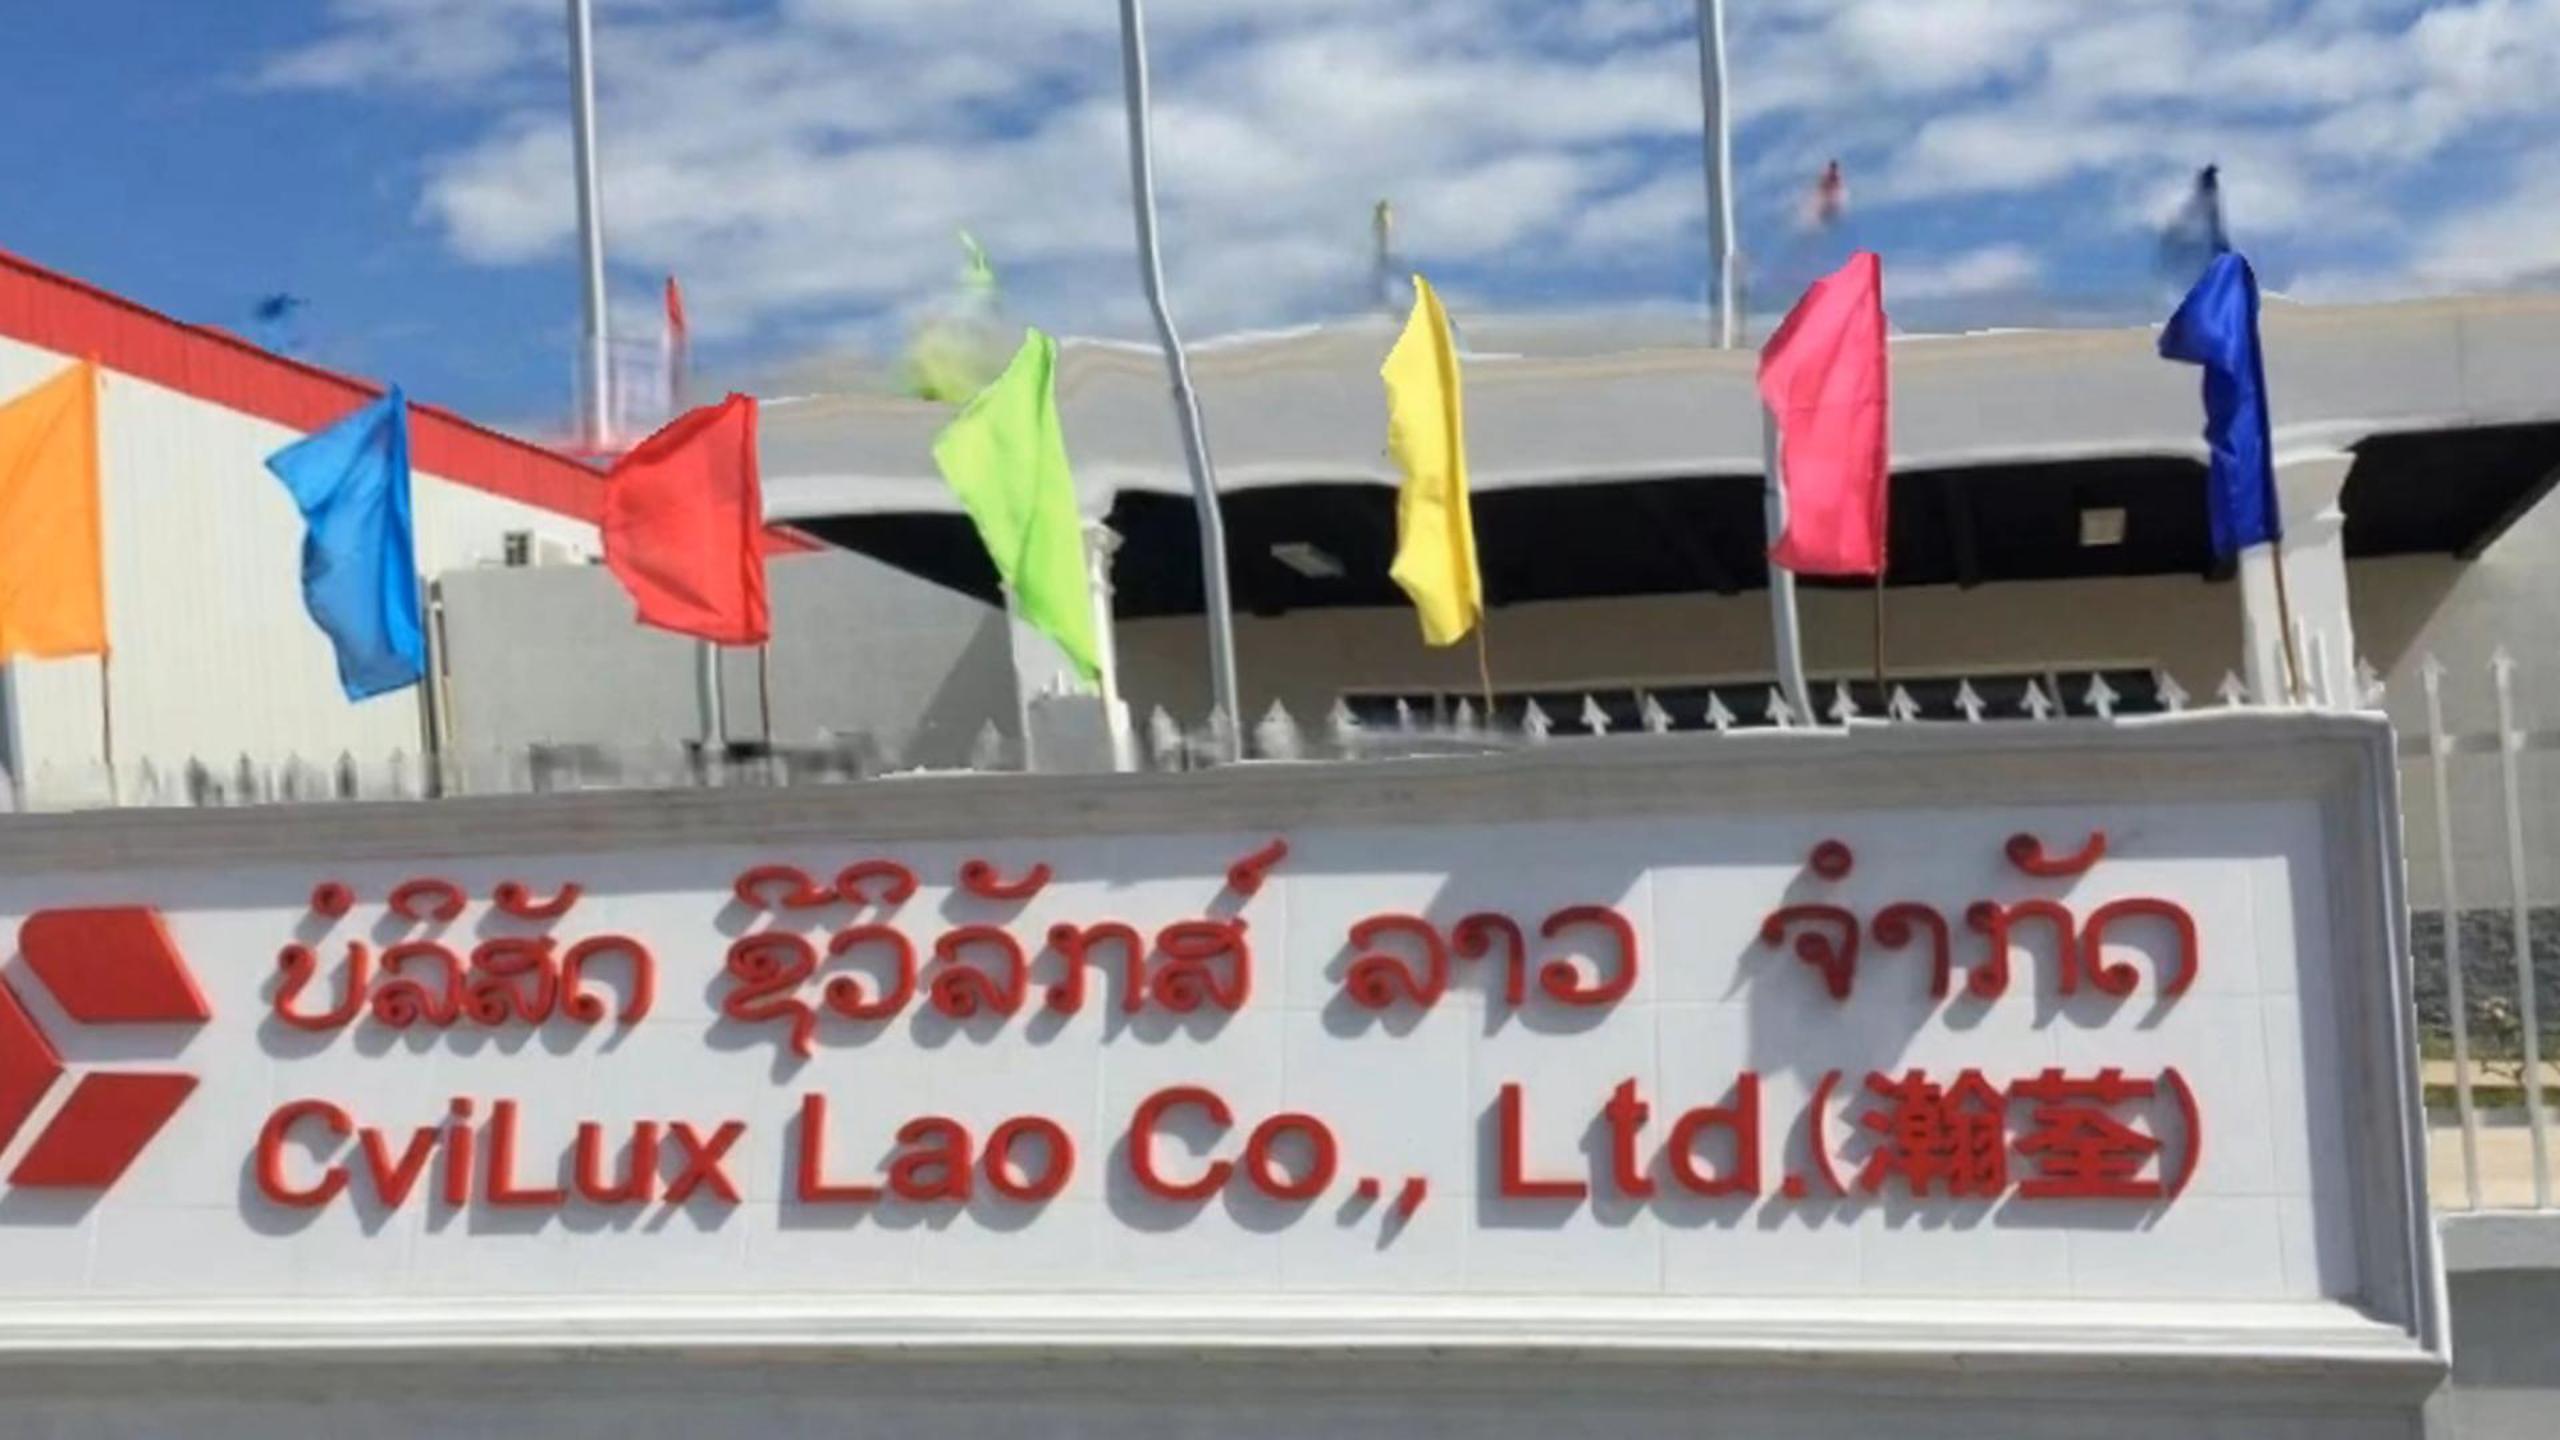 ບໍລິສັດ ຊີວິລັກສ໌ ລາວ ຈຳກັດ
CviLux Lao Co., Ltd.(瀚荃)